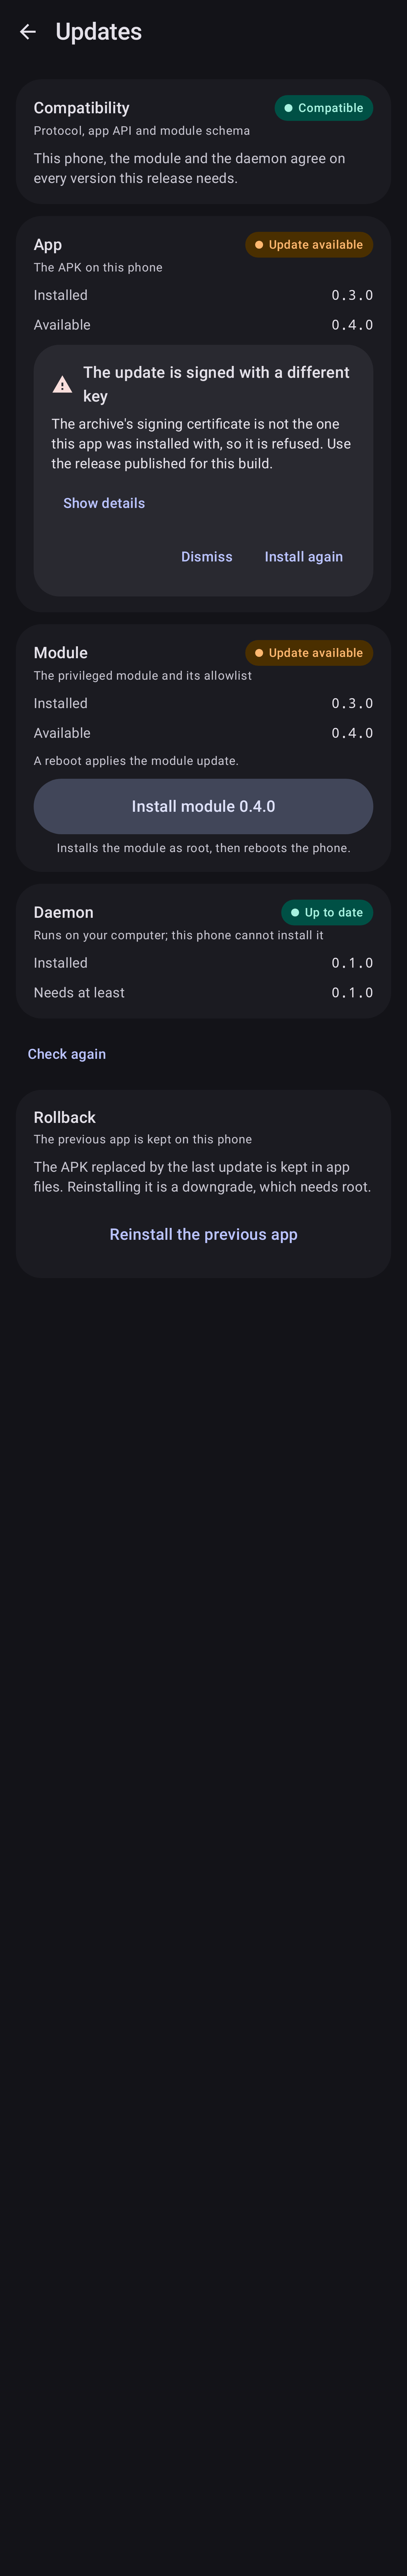 Updates
Compatibility
Compatible
Protocol, app API and module schema
This phone, the module and the daemon agree on
every version this release needs.
App
Update available
The APK on this phone
Installed
0.3.0
Available
0.4.0
The update is signed with a different
key
The archive's signing certificate is not the one
this app was installed with, so it is refused. Use
the release published for this build.
Show details
Dismiss
Install again
Module
Update available
The privileged module and its allowlist
Installed
0.3.0
Available
0.4.0
A reboot applies the module update.
Install module 0.4.0
Installs the module as root, then reboots the phone.
Daemon
Up to date
Runs on your computer; this phone cannot install it
Installed
0.1.0
Needs at least
0.1.0
Check again
Rollback
The previous app is kept on this phone
The APK replaced by the last update is kept in app
files. Reinstalling it is a downgrade, which needs root.
Reinstall the previous app